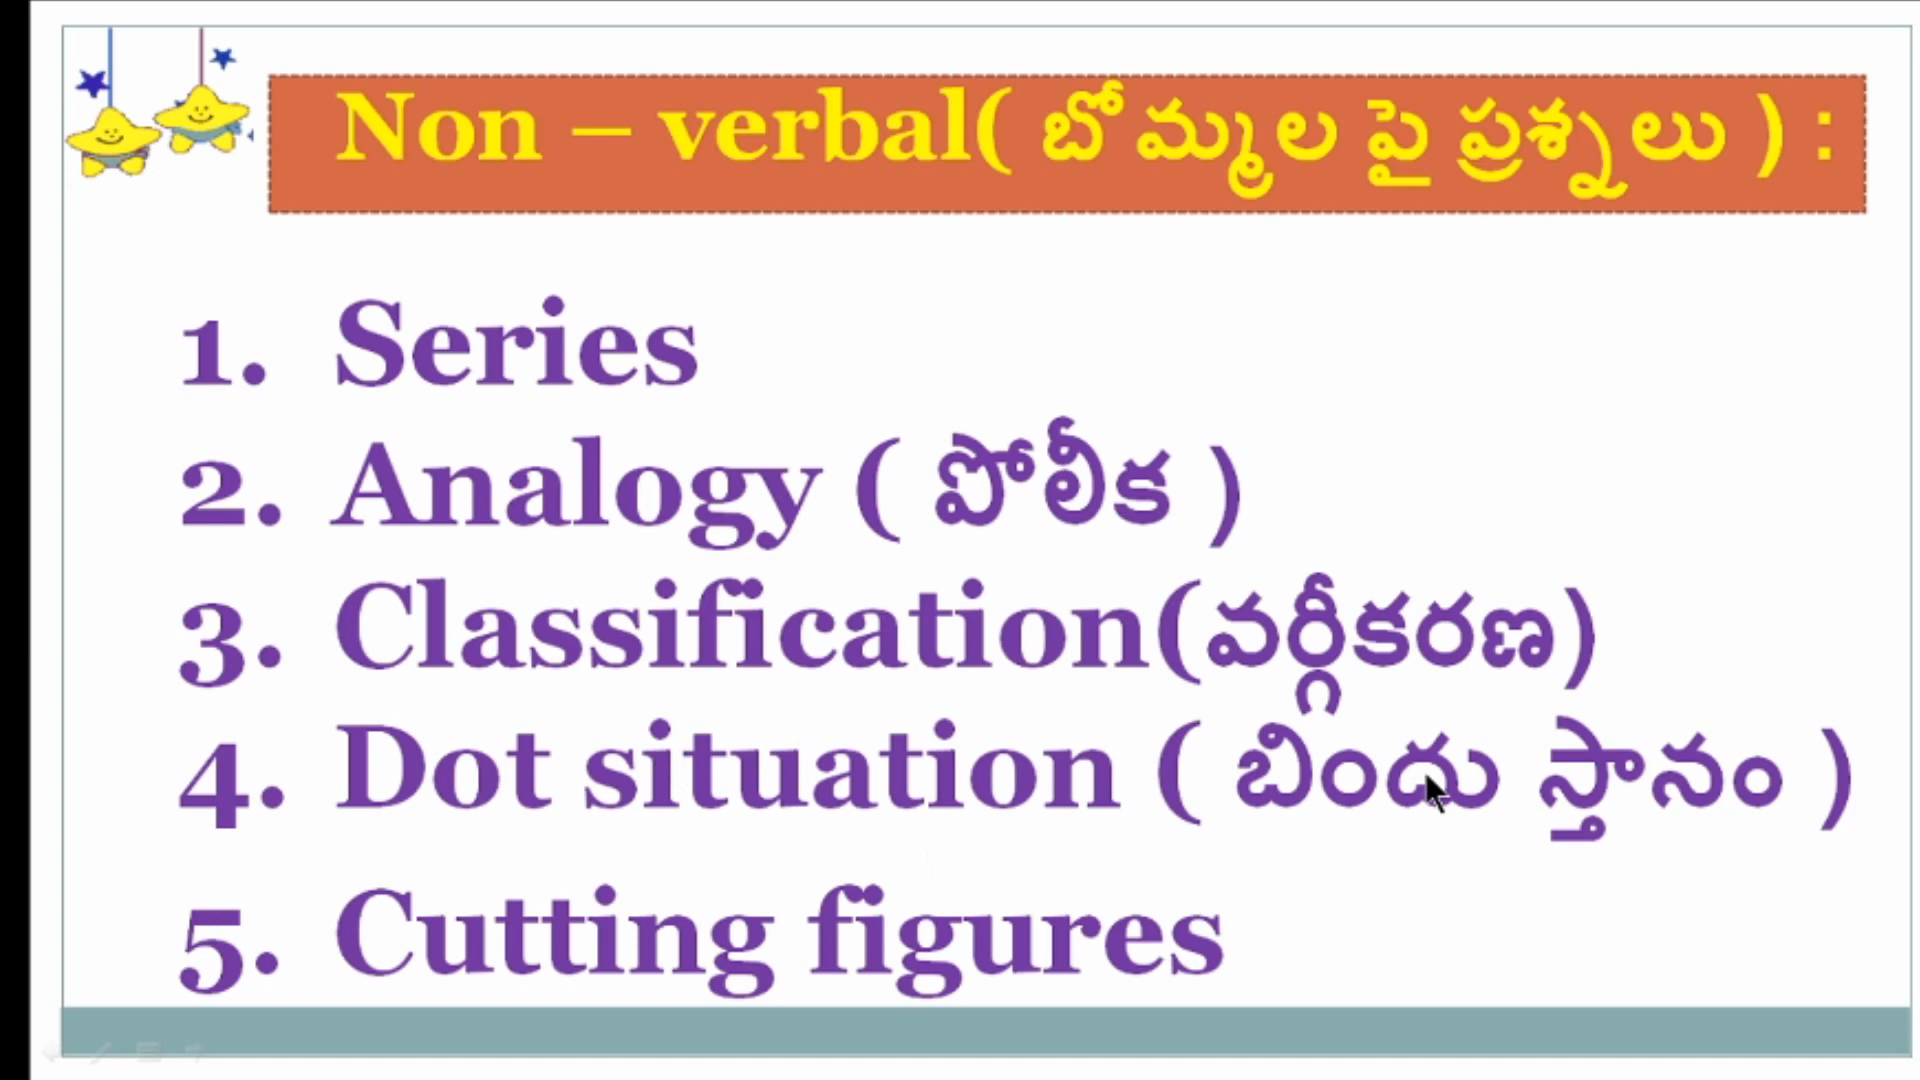 Non – verbal( బోమ్మల పై ప్రశ్నలు ) :
1. Series
2. Analogy ( పోలీక )
3. Classification(వర్గీకరణ)
4. Dot situation ( బిందు స్తానం )
5. Cutting figures